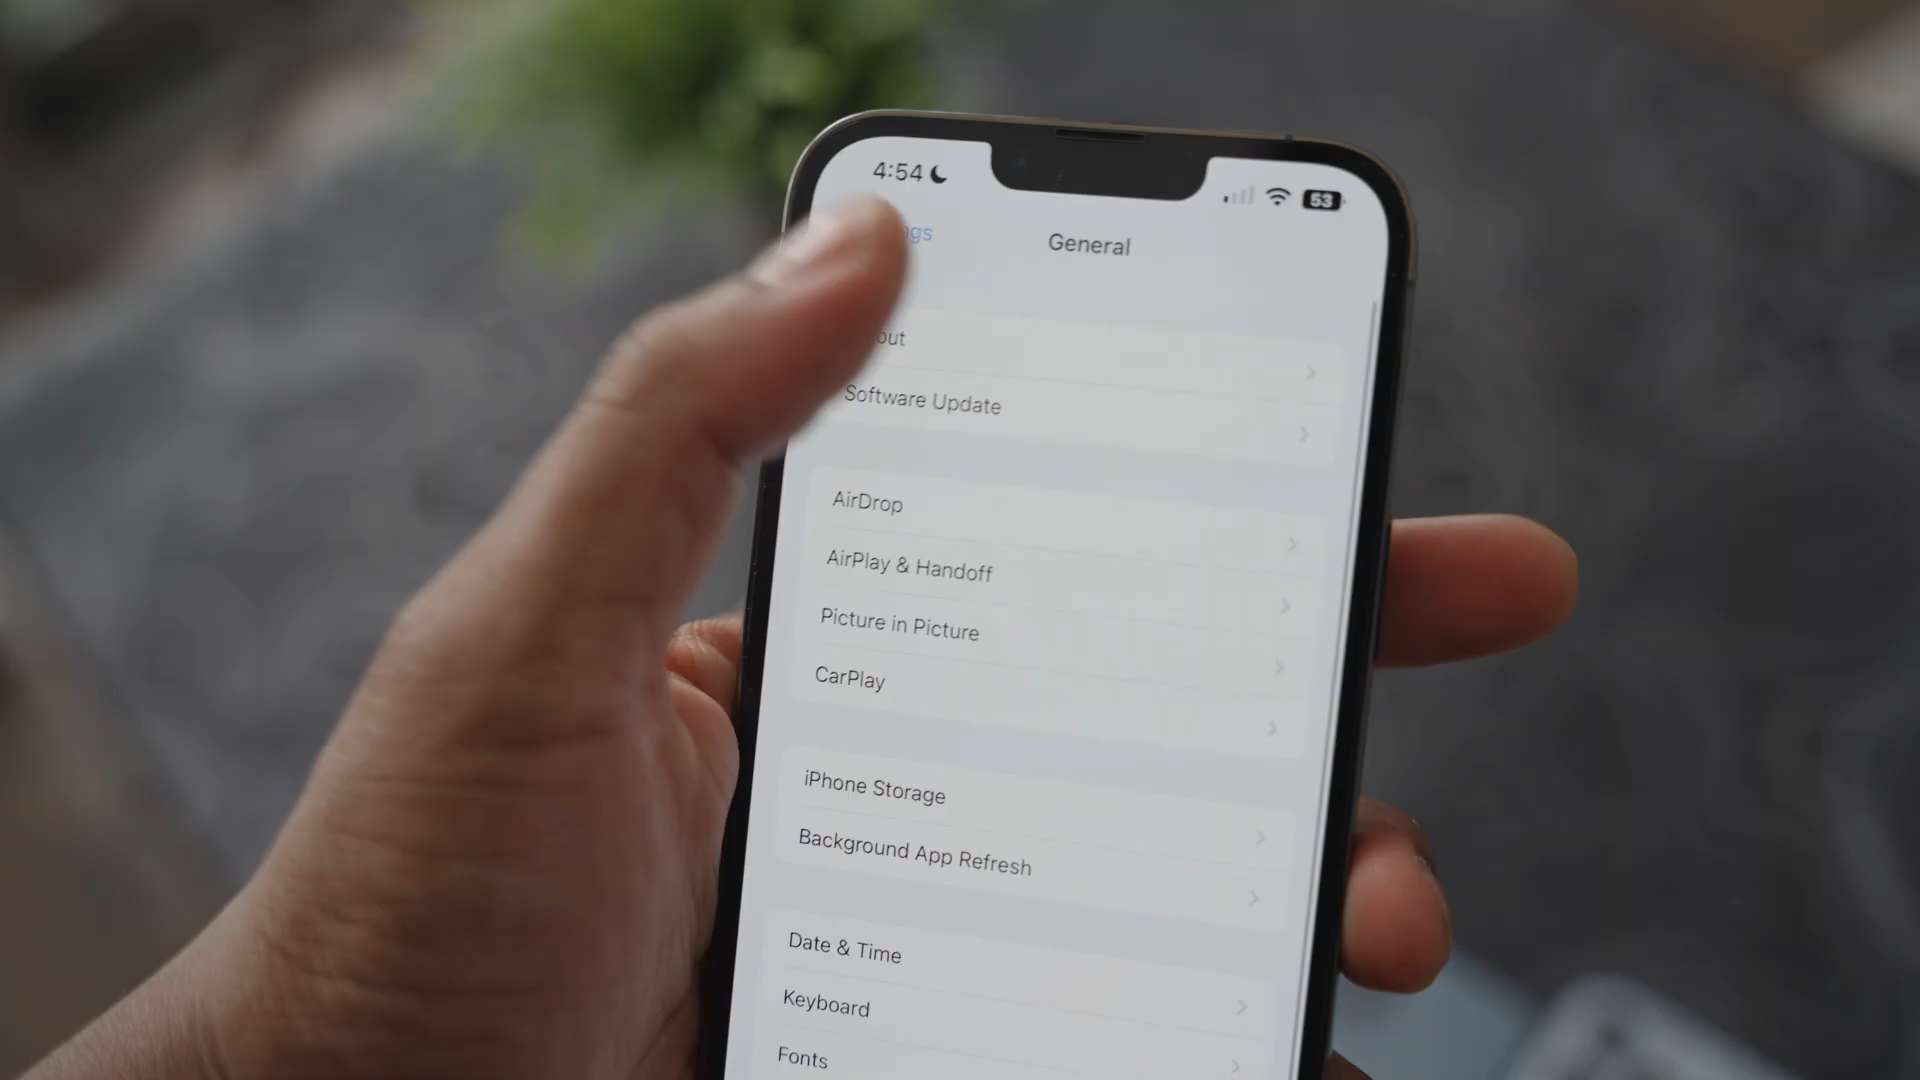 4:54
53
General
Software Update
AirDrop
AirPlay & Handoff
Picture in Picture
CarPlay
iPhone Storage
Background App Refresh
Date & Time
Keyboard
Fonts